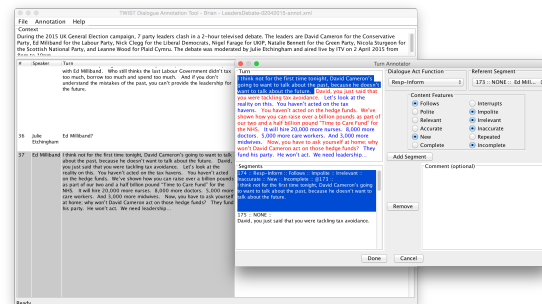 TWIST Dialogue Annotation Tool - Brian - LeadersDebate-02042015-annot.xml
File Annotation Help
Context
During the 2015 UK General Election campaign, 7 party leaders clash in a 2-hour televised debate. The leaders are David Cameron for the Conservative
Party, Ed Miliband for the Labour Party, Nick Clegg for the Liberal Democrats, Nigel Farage for UKIP, Natalie Bennett for the Green Party, Nicola Sturgeon for
the Scottish National Party, and Leanne Wood for Plaid Cymru. The debate was moderated by Julie Etchingham and aired live by ITV on 2 April 2015 from
# Speaker Turn
with Ed Milliband. Who still thinks the last Labour Government didn't tax
too much, borrow too much and spend too much. And if you don't
understand the mistakes of the past, you can't provide the leadership for
the future.
36 Julie Etchingham Ed Milliband?
37 Ed Milliband I think not for the first time tonight, David Cameron's going to want to talk
about the past, because he doesn't want to talk about the future. David,
you just said that you were tackling tax avoidance. Let's look at the
reality on this. You haven't acted on the tax havens. You haven't acted
on the hedge funds. We've shown how you can raise over a billion pounds
as part of our two and a half billion pound "Time to Care Fund" for the
NHS. It will hire 20,000 more nurses. 8,000 more doctors. 5,000 more
care workers. And 3,000 more midwives. Now, you have to ask yourself
at home; why won't David Cameron act on those hedge funds? They fund
his party. He won't act. We need leadership...
Ready
Turn Annotator
Turn
I think not for the first time tonight, David Cameron's
going to want to talk about the past, because he doesn't
want to talk about the future. David, you just said that
you were tackling tax avoidance. Let's look at the
reality on this. You haven't acted on the tax
havens. You haven't acted on the hedge funds. We've
shown how you can raise over a billion pounds as part of
our two and a half billion pound "Time to Care Fund" for
the NHS. It will hire 20,000 more nurses. 8,000 more
doctors. 5,000 more care workers. And 3,000 more
midwives. Now, you have to ask yourself at home; why
won't David Cameron act on those hedge funds? They
fund his party. He won't act. We need leadership...
Segments
174 :: Resp-Inform :: Follows :: Impolite :: Irrelevant ::
Inaccurate :: New :: Incomplete :: @173 ::
I think not for the first time tonight, David Cameron's
going to want to talk about the past, because he doesn't want to
talk about the future.
175 :: NONE ::
David, you just said that you were tackling tax avoidance.
Dialogue Act Function
Resp-Inform
Referent Segment
173 :: NONE :: Ed Mill...
Content Features
Follows Interrupts
Polite Impolite
Relevant Irrelevant
Accurate Inaccurate
New Repeated
Complete Incomplete
Add Segment
Comment (optional)
Remove
Done Cancel